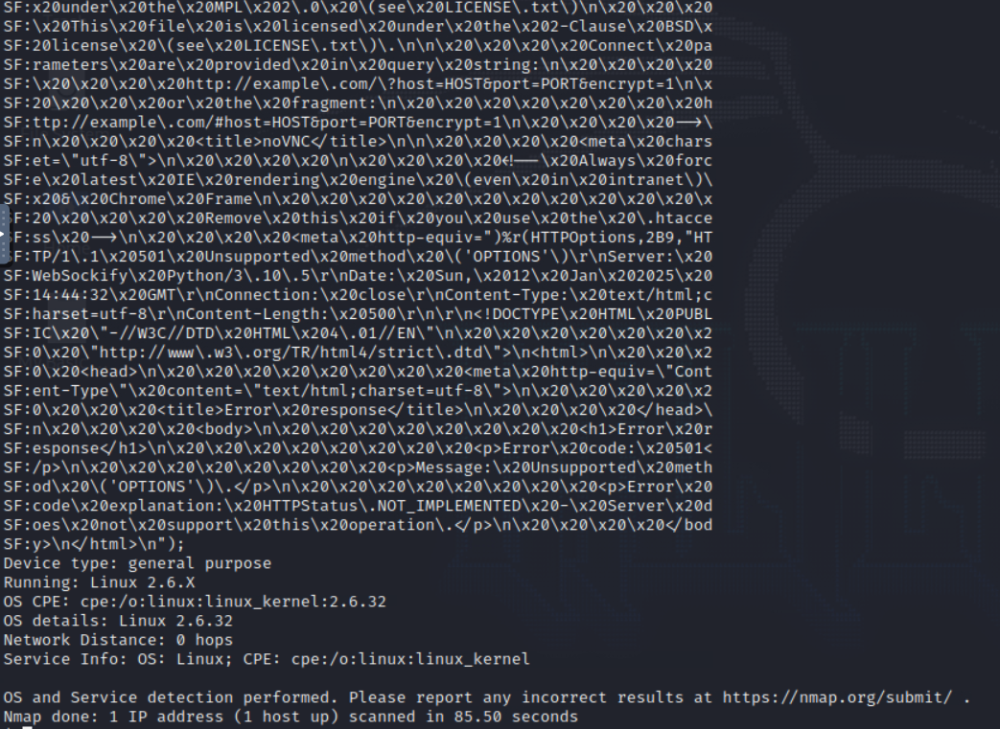 SF:x20under\x20the\x20MPL\x202\.0\x20\(see\x20LICENSE\.txt\)\n\x20\x20\x20
SF:\x20This\x20file\x20is\x20licensed\x20under\x20the\x202-Clause\x20BSD\x
SF:20license\x20\(see\x20LICENSE\.txt\)\.\n\n\x20\x20\x20\x20Connect\x20pa
SF:rameters\x20are\x20provided\x20in\x20query\x20string:\n\x20\x20\x20\x20
SF:\x20\x20\x20http://example\.com/\?host=HOST&port=PORT&encrypt=1\n\x
SF:20\x20\x20\x20or\x20the\x20fragment:\n\x20\x20\x20\x20\x20\x20\x20\x20h
SF:ttp://example\.com/#host=HOST&port=PORT&encrypt=1\n\x20\x20\x20\x20-->\
SF:n\x20\x20\x20\x20<title>noVNC</title>\n\n\x20\x20\x20\x20<meta\x20chars
SF:et=\"utf-8\">\n\x20\x20\x20\x20\n\x20\x20\x20\x20<!--\x20Always\x20forc
SF:e\x20latest\x20IE\x20rendering\x20engine\x20\(even\x20in\x20intranet\)\
SF:x20&\x20Chrome\x20Frame\n\x20\x20\x20\x20\x20\x20\x20\x20\x20\x20\x20\x
SF:20\x20\x20\x20\x20Remove\x20this\x20if\x20you\x20use\x20the\x20\.htacce
SF:ss\x20-->\n\x20\x20\x20\x20<meta\x20http-equiv=")%r(HTTPOptions,2B9,"HT
SF:TP/1\.1\x20501\x20Unsupported\x20method\x20\('OPTIONS'\)\r\nServer:\x20
SF:WebSockify\x20Python/3\.10\.5\r\nDate:\x20Sun,\x2012\x20Jan\x202025\x20
SF:14:44:32\x20GMT\r\nConnection:\x20close\r\nContent-Type:\x20text/html;c
SF:harset=utf-8\r\nContent-Length:\x20500\r\n\r\n<!DOCTYPE\x20HTML\x20PUBL
SF:IC\x20\"-//W3C//DTD\x20HTML\x204\.01//EN\"\n\x20\x20\x20\x20\x20\x20\x2
SF:0\x20\"http://www\.w3\.org/TR/html4/strict\.dtd\">\n<html>\n\x20\x20\x2
SF:0\x20<head>\n\x20\x20\x20\x20\x20\x20\x20\x20<meta\x20http-equiv=\"Cont
SF:ent-Type\"\x20content=\"text/html;charset=utf-8\">\n\x20\x20\x20\x20\x2
SF:0\x20\x20\x20<title>Error\x20response</title>\n\x20\x20\x20\x20</head>\
SF:n\x20\x20\x20\x20<body>\n\x20\x20\x20\x20\x20\x20\x20\x20<h1>Error\x20r
SF:esponse</h1>\n\x20\x20\x20\x20\x20\x20\x20\x20<p>Error\x20code:\x20501<
SF:/p>\n\x20\x20\x20\x20\x20\x20\x20\x20<p>Message:\x20Unsupported\x20meth
SF:od\x20\('OPTIONS'\)\.</p>\n\x20\x20\x20\x20\x20\x20\x20\x20<p>Error\x20
SF:code\x20explanation:\x20HTTPStatus\.NOT_IMPLEMENTED\x20-\x20Server\x20d
SF:oes\x20not\x20support\x20this\x20operation\.</p>\n\x20\x20\x20\x20</bod
SF:y>\n</html>\n");
Device type: general purpose
Running: Linux 2.6.X
OS CPE: cpe:/o:linux:linux_kernel:2.6.32
OS details: Linux 2.6.32
Network Distance: 0 hops
Service Info: OS: Linux; CPE: cpe:/o:linux:linux_kernel
OS and Service detection performed. Please report any incorrect results at https://nmap.org/submit/ .
Nmap done: 1 IP address (1 host up) scanned in 85.50 seconds